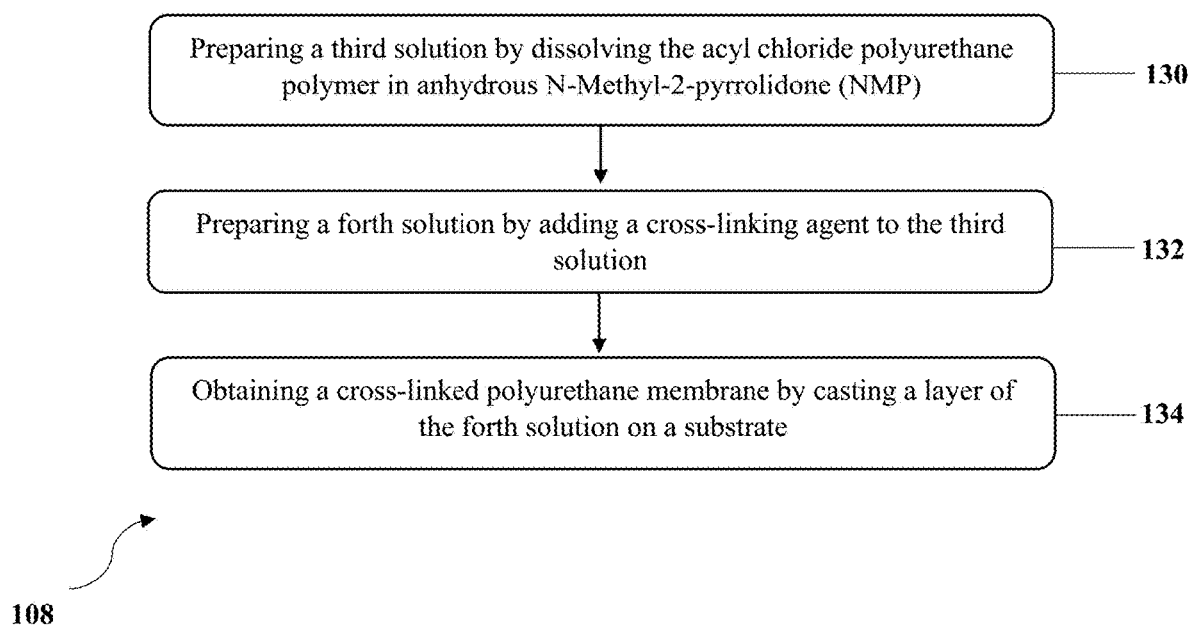 Preparing a third solution by dissolving the acyl chloride polyurethane
polymer in anhydrous N-Methyl-2-pyrrolidone (NMP)
130
Preparing a forth solution by adding a cross-linking agent to the third
solution
132
Obtaining a cross-linked polyurethane membrane by casting a layer of
the forth solution on a substrate
134
108